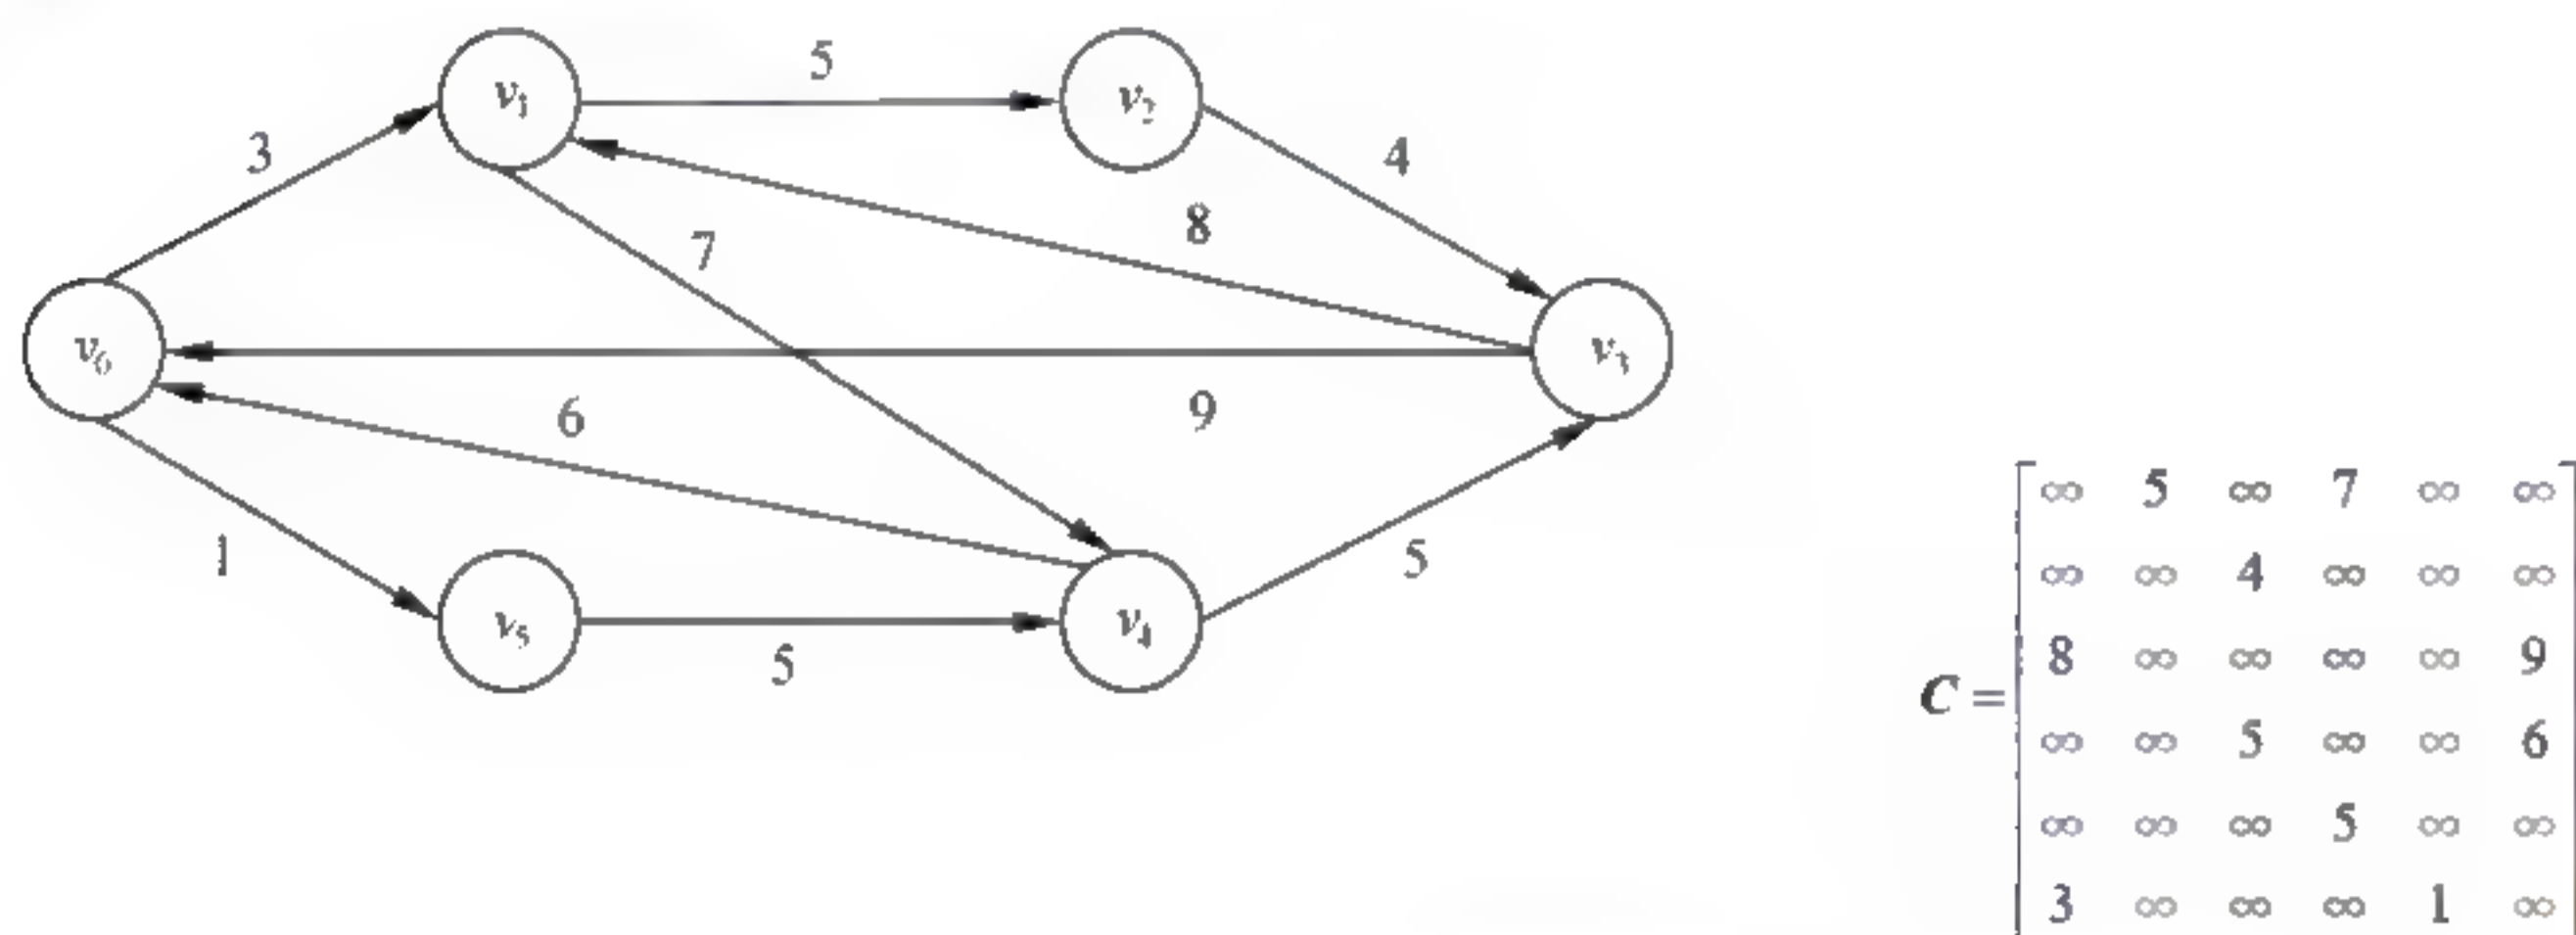 v₁
5
v₂
3
4
8
7
v₆
v₃
6
9
1
5
v₅
v₄
5
C =
∞ 5 ∞ 7 ∞ ∞
∞ ∞ 4 ∞ ∞ ∞
8 ∞ ∞ ∞ ∞ 9
∞ ∞ 5 ∞ ∞ 6
∞ ∞ ∞ 5 ∞ ∞
3 ∞ ∞ ∞ 1 ∞